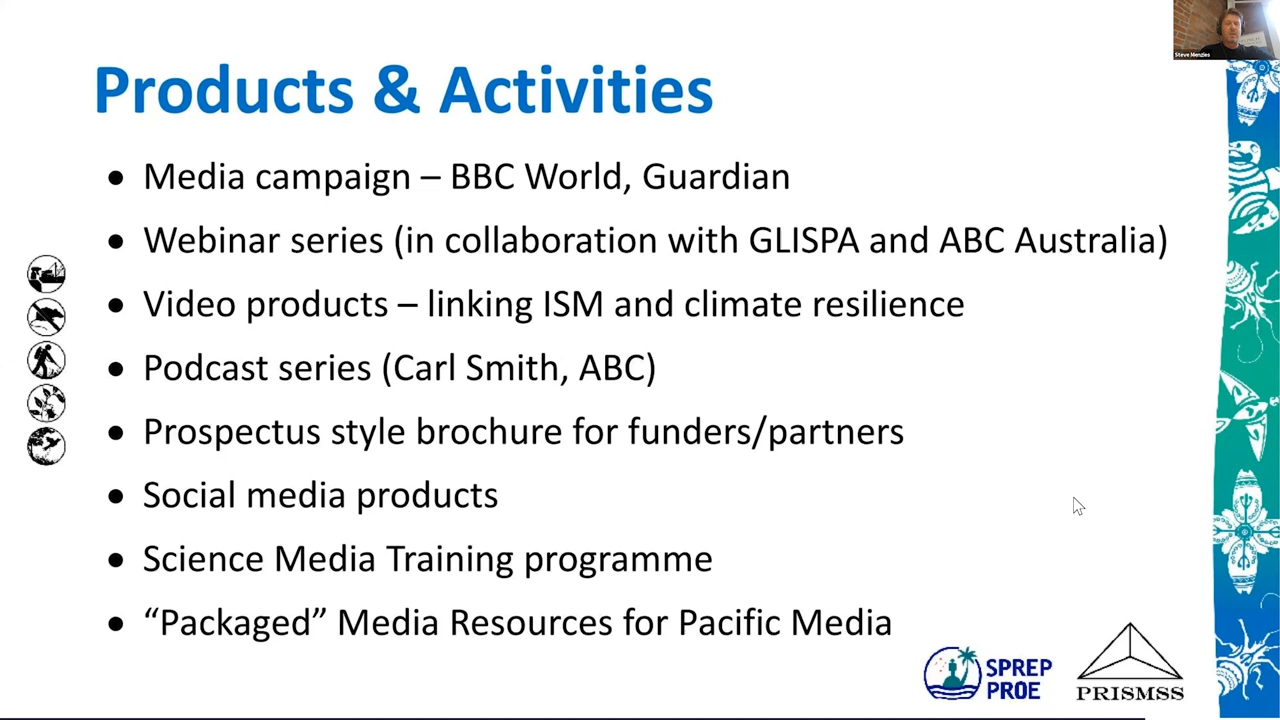 Steve Menzies
Products & Activities
• Media campaign – BBC World, Guardian
• Webinar series (in collaboration with GLISPA and ABC Australia)
• Video products – linking ISM and climate resilience
• Podcast series (Carl Smith, ABC)
• Prospectus style brochure for funders/partners
• Social media products
• Science Media Training programme
• “Packaged” Media Resources for Pacific Media
SPREP
PROE
PRISMSS